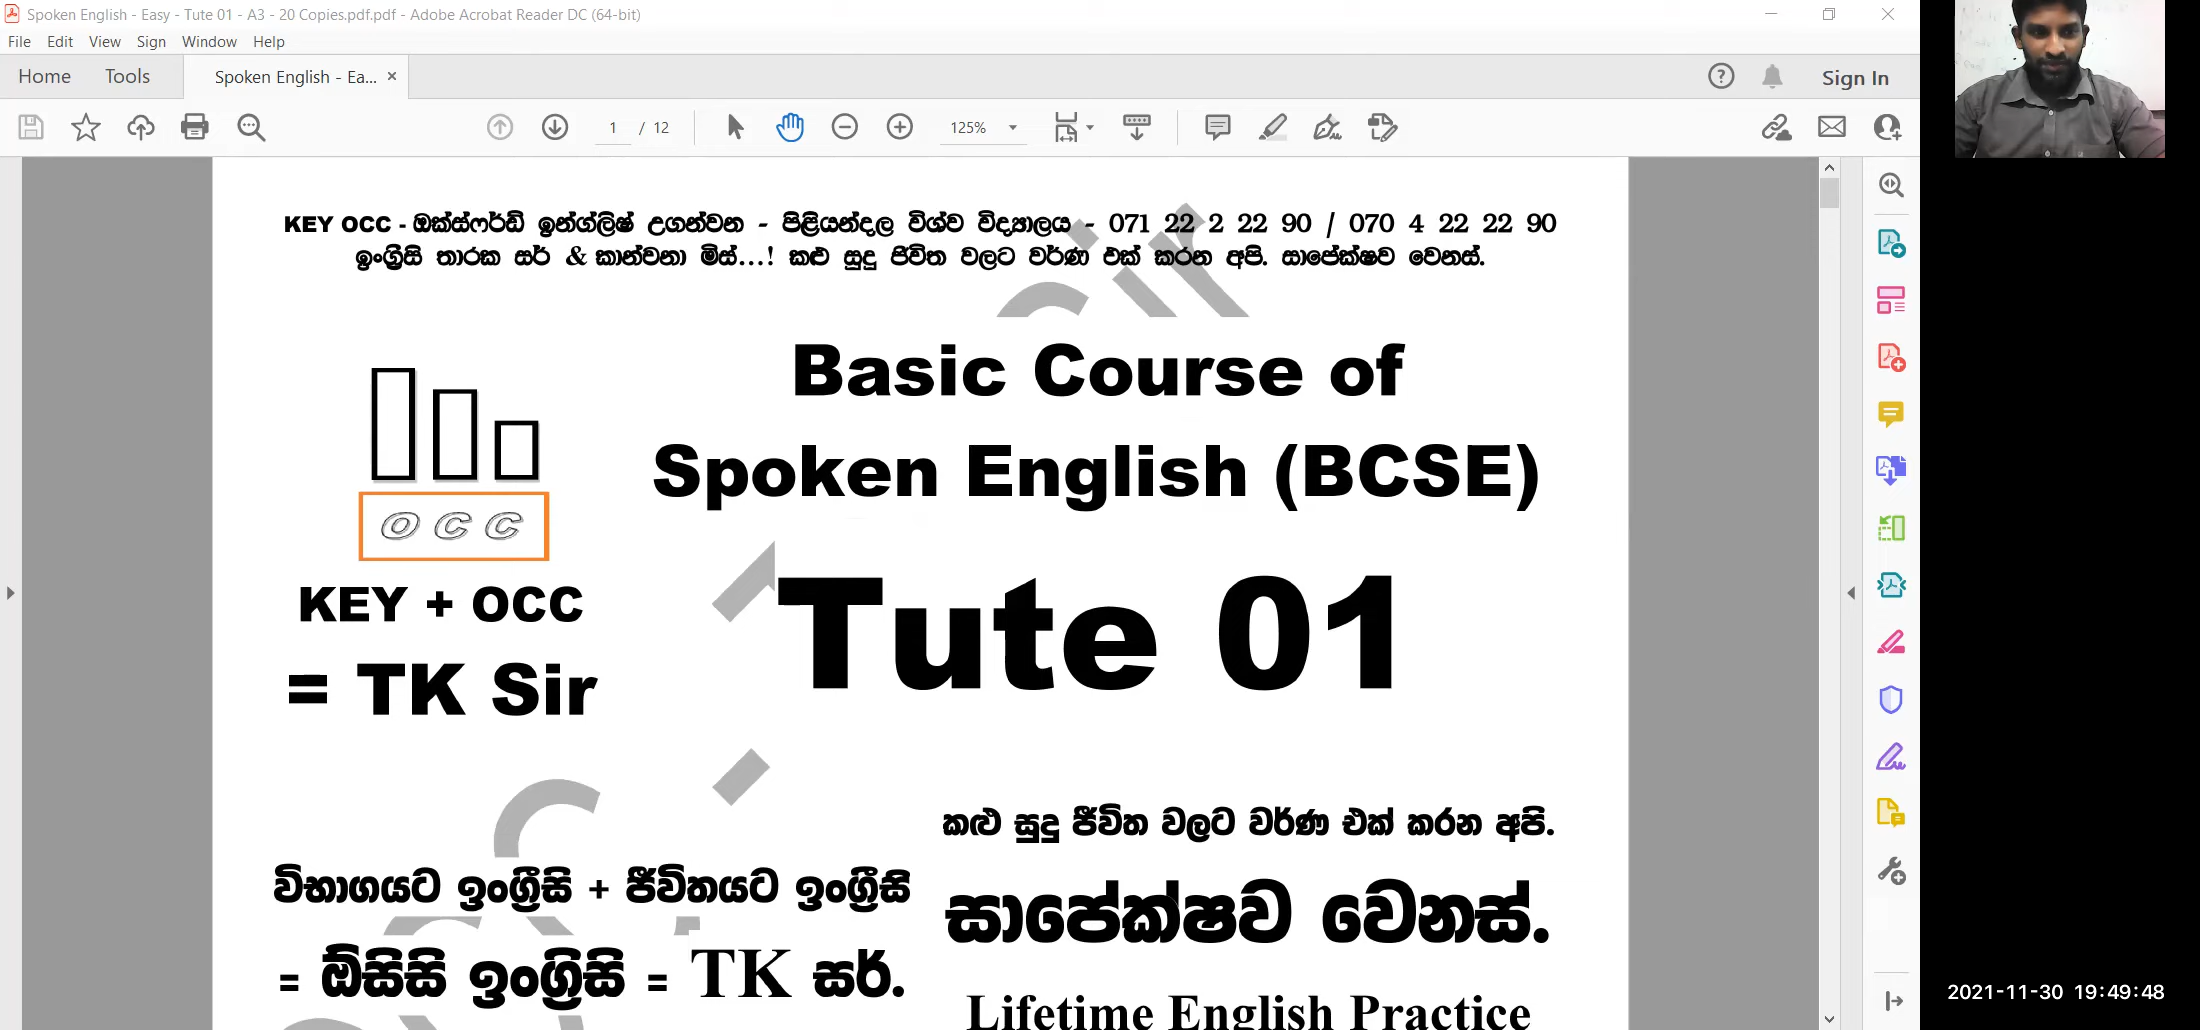 Spoken English - Easy - Tute 01 - A3 - 20 Copies.pdf.pdf - Adobe Acrobat Reader DC (64-bit)
File Edit View Sign Window Help
Home Tools Spoken English - Ea... × Sign In
1 / 12 125%
KEY OCC - ඔක්ස්ෆර්ඩ් ඉන්ග්ලිෂ් උගන්වන - පිළියන්දල විශ්ව විද්‍යාලය - 071 22 2 22 90 / 070 4 22 22 90
ඉංග්‍රීසි තාරක සර් & කාන්චනා මිස්...! කළු සුදු ජීවිත වලට වර්ණ එක් කරන අපි. සාපේක්ෂව වෙනස්.
Sir
Basic Course of
Spoken English (BCSE)
OCC
Tute 01
KEY + OCC
= TK Sir
කළු සුදු ජීවිත වලට වර්ණ එක් කරන අපි.
විභාගයට ඉංග්‍රීසි + ජීවිතයට ඉංග්‍රීසි
සාපේක්ෂව වෙනස්.
= ඕසිසි ඉංග්‍රිසි = TK සර්.
Lifetime English Practice
2021-11-30 19:49:48